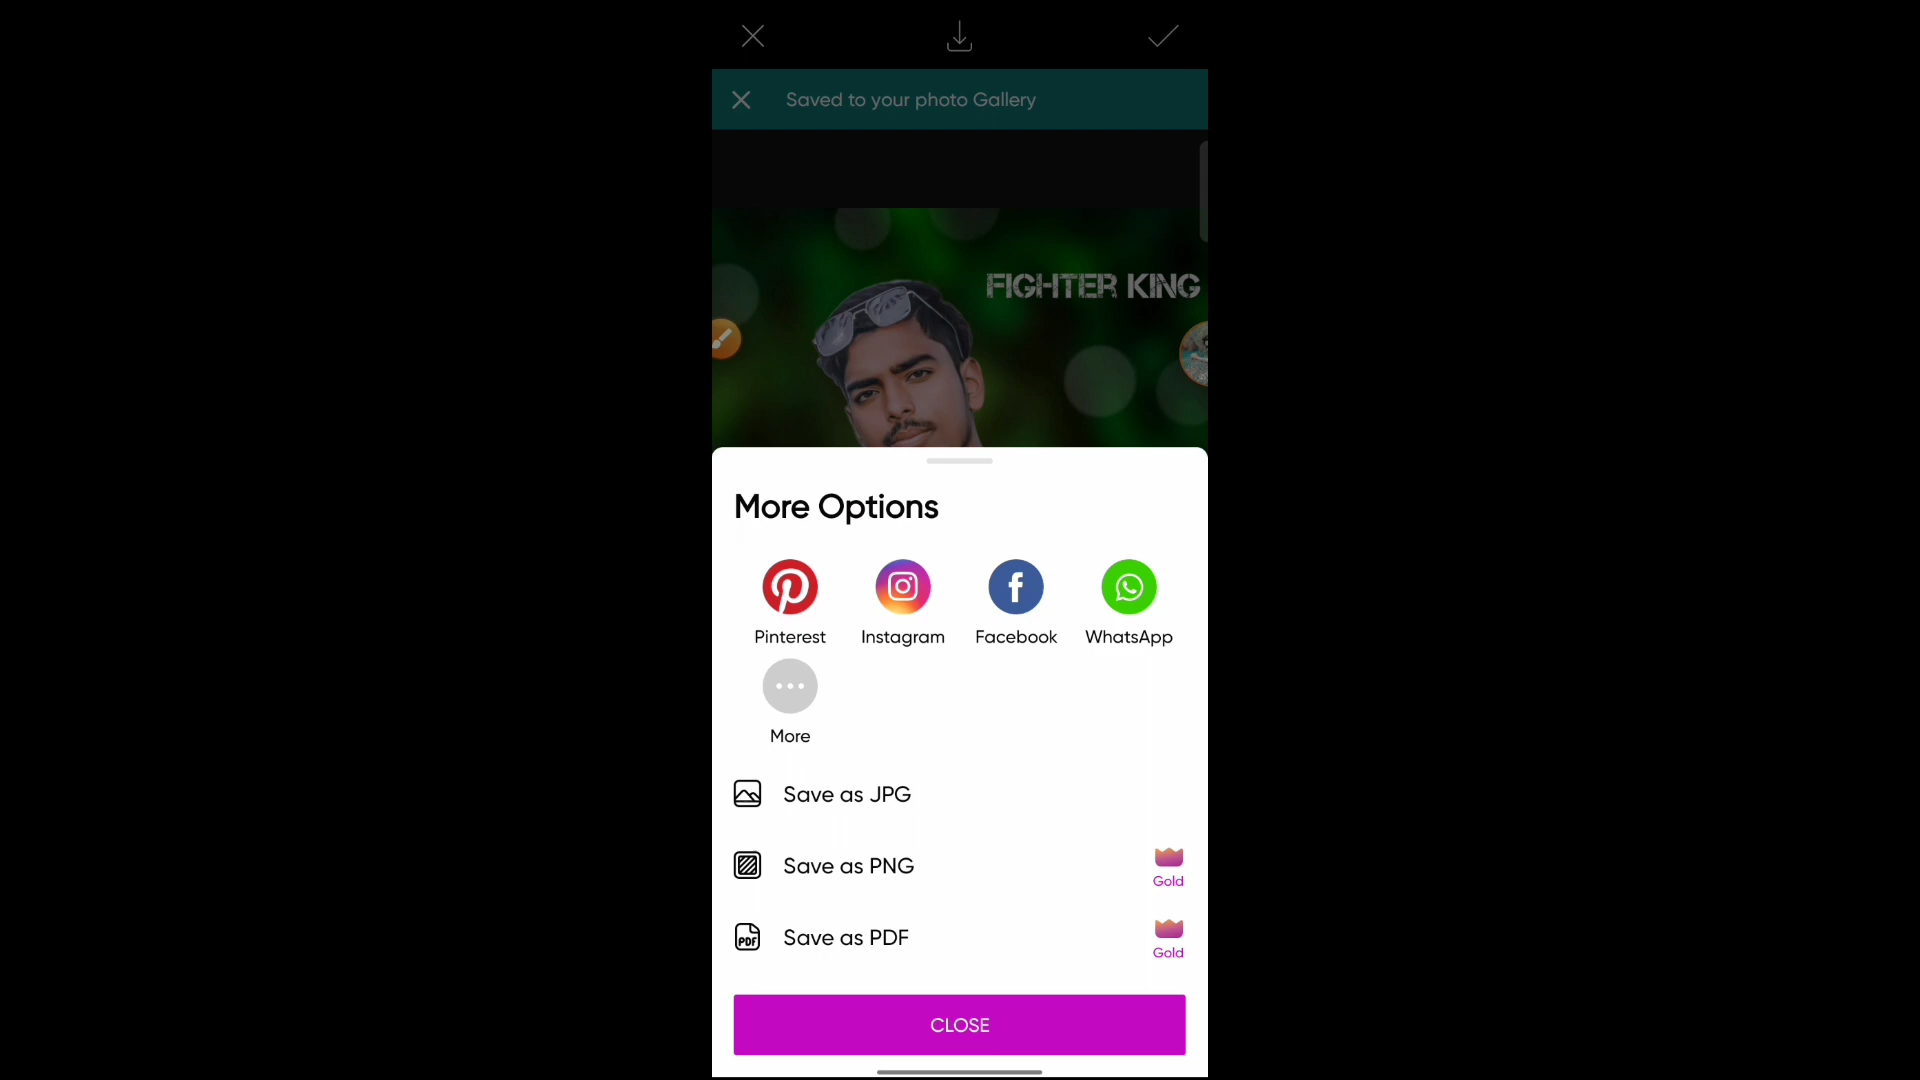 Saved to your photo Gallery
FIGHTER KING
More Options
Pinterest
Instagram
Facebook
WhatsApp
More
Save as JPG
Save as PNG
Gold
PDF
Save as PDF
Gold
CLOSE